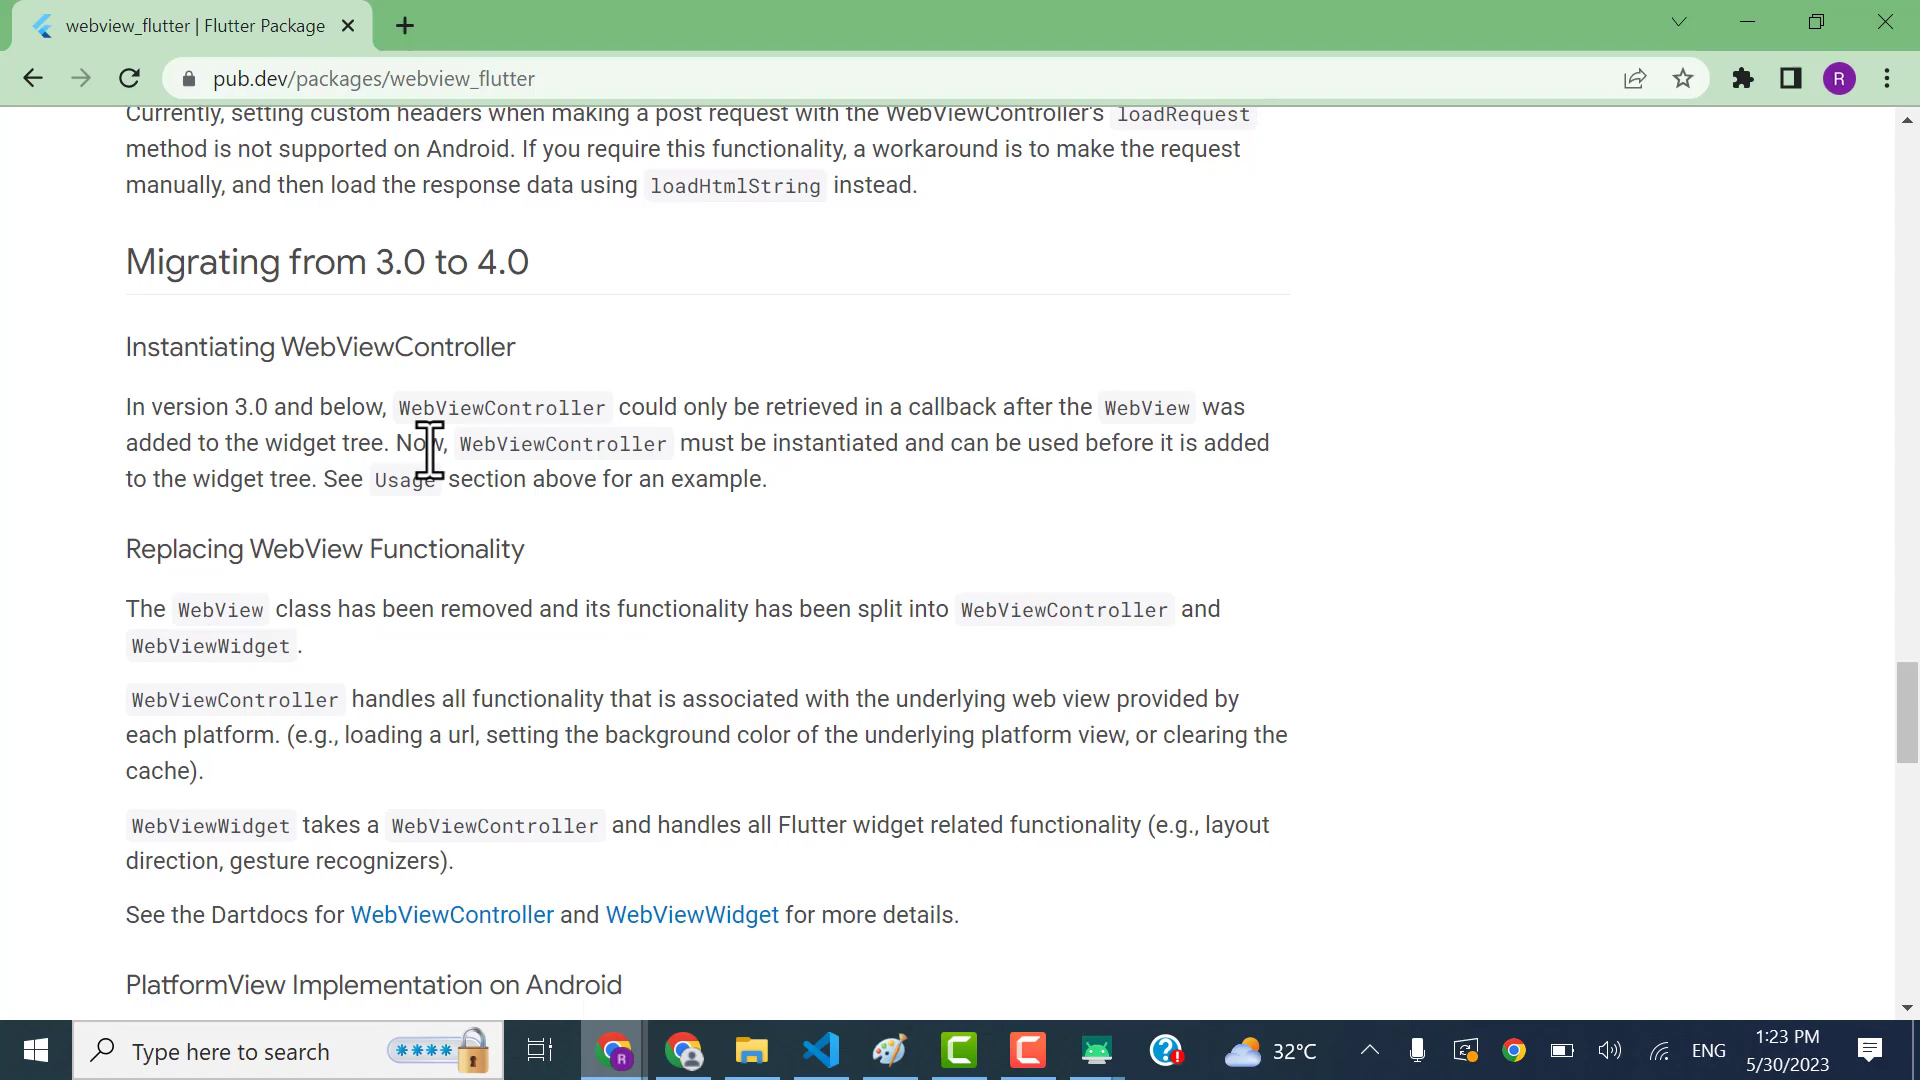 webview_flutter | Flutter Package
pub.dev/packages/webview_flutter
R
Currently, setting custom headers when making a post request with the WebViewController's loadRequest
method is not supported on Android. If you require this functionality, a workaround is to make the request
manually, and then load the response data using loadHtmlString instead.
Migrating from 3.0 to 4.0
Instantiating WebViewController
In version 3.0 and below, WebViewController could only be retrieved in a callback after the WebView was
added to the widget tree. Now, WebViewController must be instantiated and can be used before it is added
to the widget tree. See Usage section above for an example.
Replacing WebView Functionality
The WebView class has been removed and its functionality has been split into WebViewController and
WebViewWidget.
WebViewController handles all functionality that is associated with the underlying web view provided by
each platform. (e.g., loading a url, setting the background color of the underlying platform view, or clearing the
cache).
WebViewWidget takes a WebViewController and handles all Flutter widget related functionality (e.g., layout
direction, gesture recognizers).
See the Dartdocs for WebViewController and WebViewWidget for more details.
PlatformView Implementation on Android
Type here to search
R
32°C
ENG
1:23 PM
5/30/2023